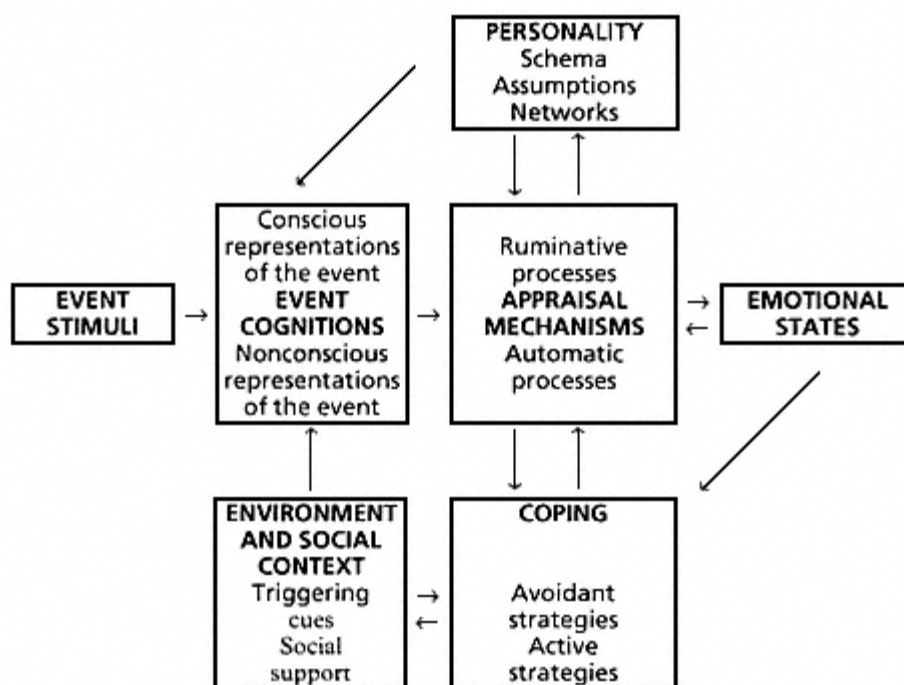 PERSONALITY
Schema
Assumptions
Networks
Conscious
representations
of the event
EVENT
COGNITIONS
Nonconscious
representations
of the event
Ruminative
processes
APPRAISAL
MECHANISMS
Automatic
processes
EVENT
STIMULI
EMOTIONAL
STATES
ENVIRONMENT
AND SOCIAL
CONTEXT
Triggering
cues
Social
support
COPING
Avoidant
strategies
Active
strategies